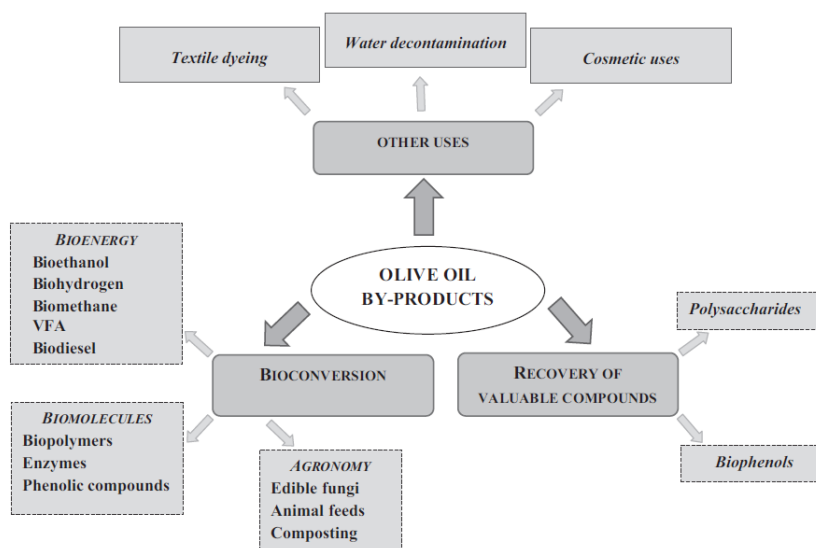 Textile dyeing
Water decontamination
Cosmetic uses
OTHER USES
OLIVE OIL
BY-PRODUCTS
BIOENERGY
Bioethanol
Biohydrogen
Biomethane
VFA
Biodiesel
BIOCONVERSION
RECOVERY OF
VALUABLE COMPOUNDS
Polysaccharides
Biophenols
BIOMOLECULES
Biopolymers
Enzymes
Phenolic compounds
AGRONOMY
Edible fungi
Animal feeds
Composting